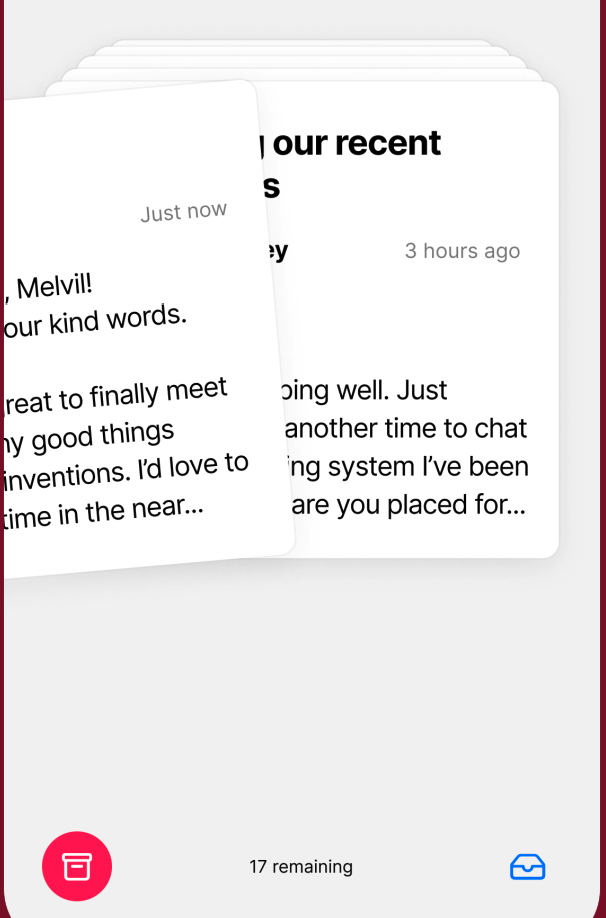 Just now
, Melvil!
our kind words.
reat to finally meet
ny good things
inventions. I’d love to
time in the near...
our recent
s
ey
3 hours ago
oing well. Just
another time to chat
ing system I’ve been
are you placed for...
17 remaining